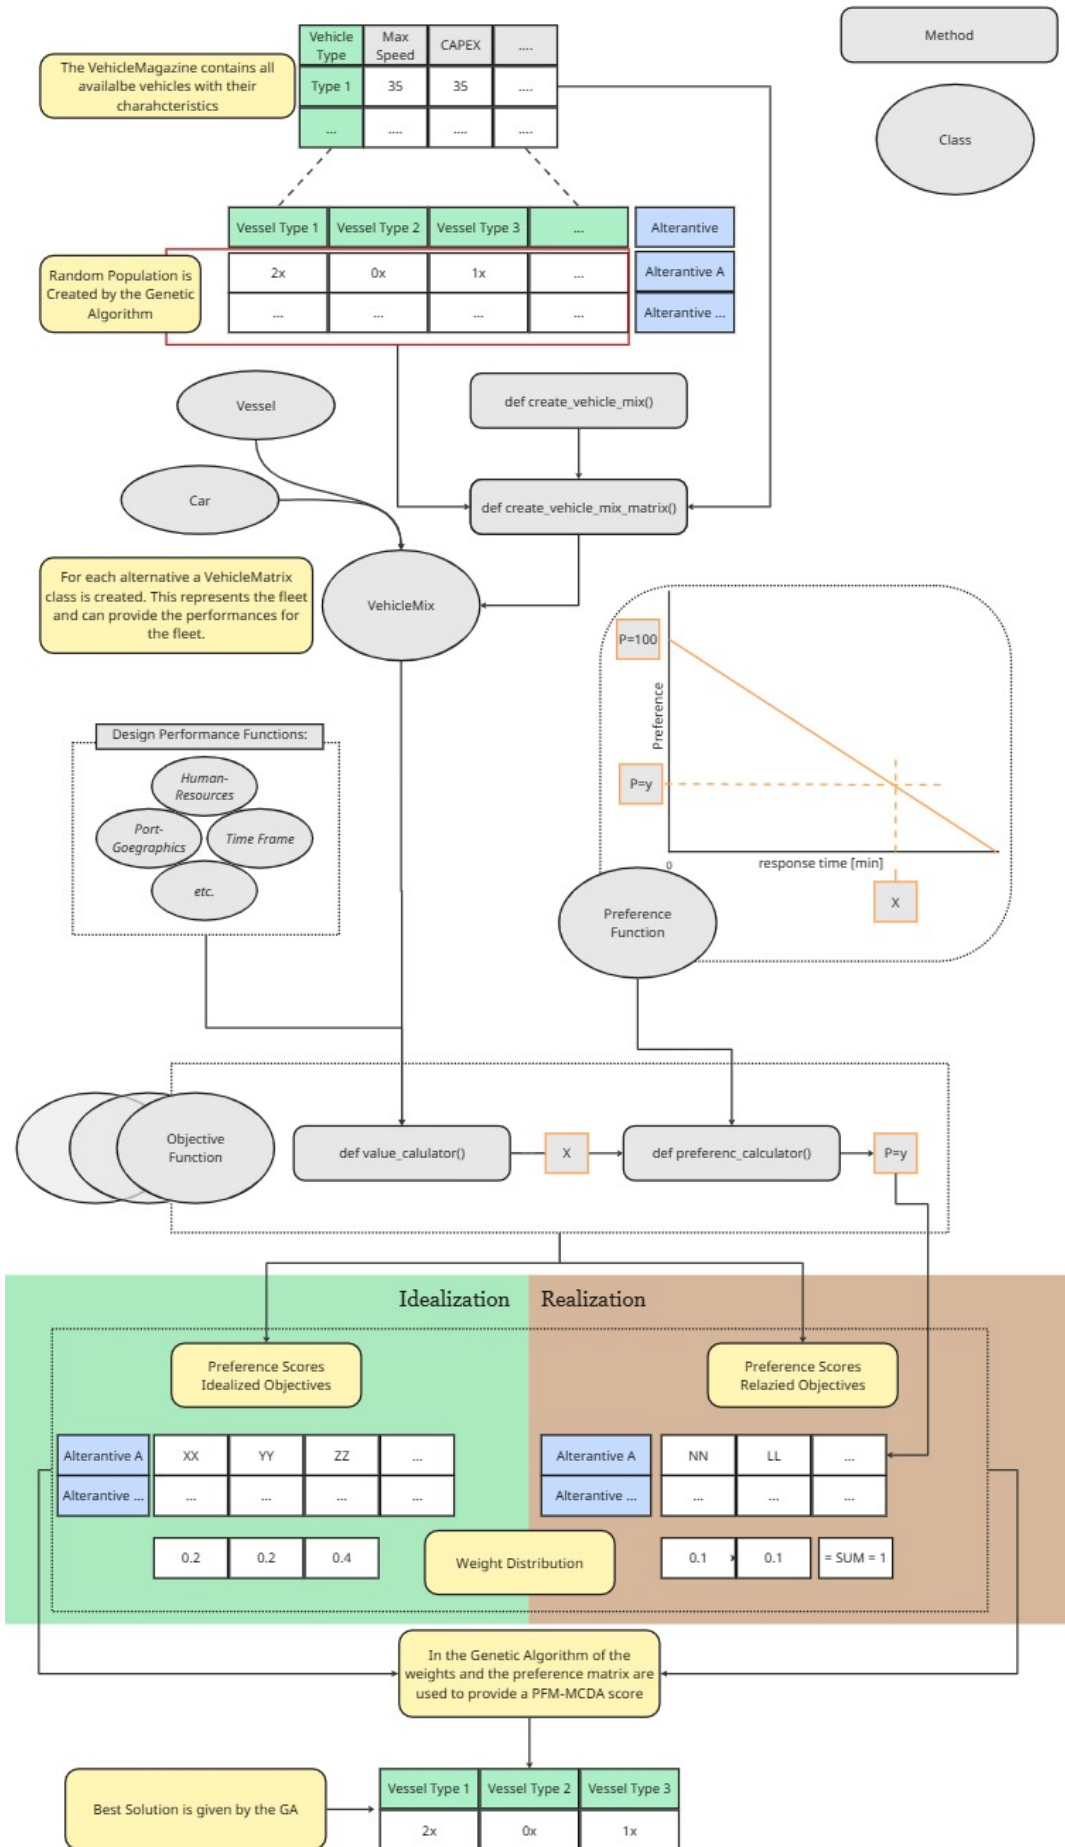 Vehicle Type
Max Speed
CAPEX
....
Method
The VehicleMagazine contains all
availalbe vehicles with their
charahcteristics
Type 1
35
35
....
...
....
....
....
Class
Vessel Type 1
Vessel Type 2
Vessel Type 3
...
Alterantive
Random Population is
Created by the Genetic
Algorithm
2x
0x
1x
...
Alterantive A
...
...
...
...
Alterantive ...
Vessel
def create_vehicle_mix()
Car
def create_vehicle_mix_matrix()
For each alternative a VehicleMatrix
class is created. This represents the fleet
and can provide the performances for
the fleet.
VehicleMix
P=100
Preference
P=y
0
response time [min]
X
Design Performance Functions:
Human-
Resources
Port-
Goegraphics
Time Frame
etc.
Preference
Function
Objective
Function
def value_calulator()
X
def preferenc_calculator()
P=y
Idealization
Realization
Preference Scores
Idealized Objectives
Preference Scores
Relazied Objectives
Alterantive A
XX
YY
ZZ
...
Alterantive A
NN
LL
...
Alterantive ...
...
...
...
...
Alterantive ...
...
...
...
0.2
0.2
0.4
Weight Distribution
0.1
0.1
= SUM = 1
In the Genetic Algorithm of the
weights and the preference matrix are
used to provide a PFM-MCDA score
Best Solution is given by the GA
Vessel Type 1
Vessel Type 2
Vessel Type 3
2x
0x
1x